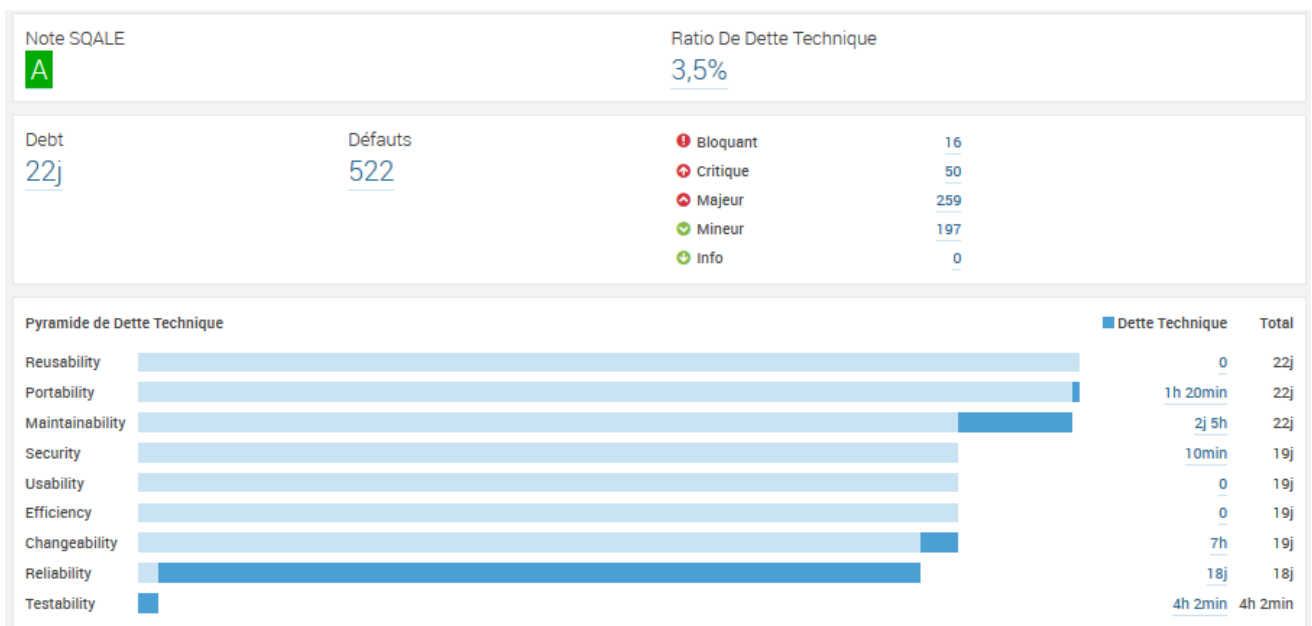 Note SQALE
Ratio De Dette Technique
A
3,5%
Debt
Défauts
22j
522
Bloquant 16
Critique 50
Majeur 259
Mineur 197
Info 0
Pyramide de Dette Technique
Dette Technique Total
Reusability 0 22j
Portability 1h 20min 22j
Maintainability 2j 5h 22j
Security 10min 19j
Usability 0 19j
Efficiency 0 19j
Changeability 7h 19j
Reliability 18j 18j
Testability 4h 2min 4h 2min